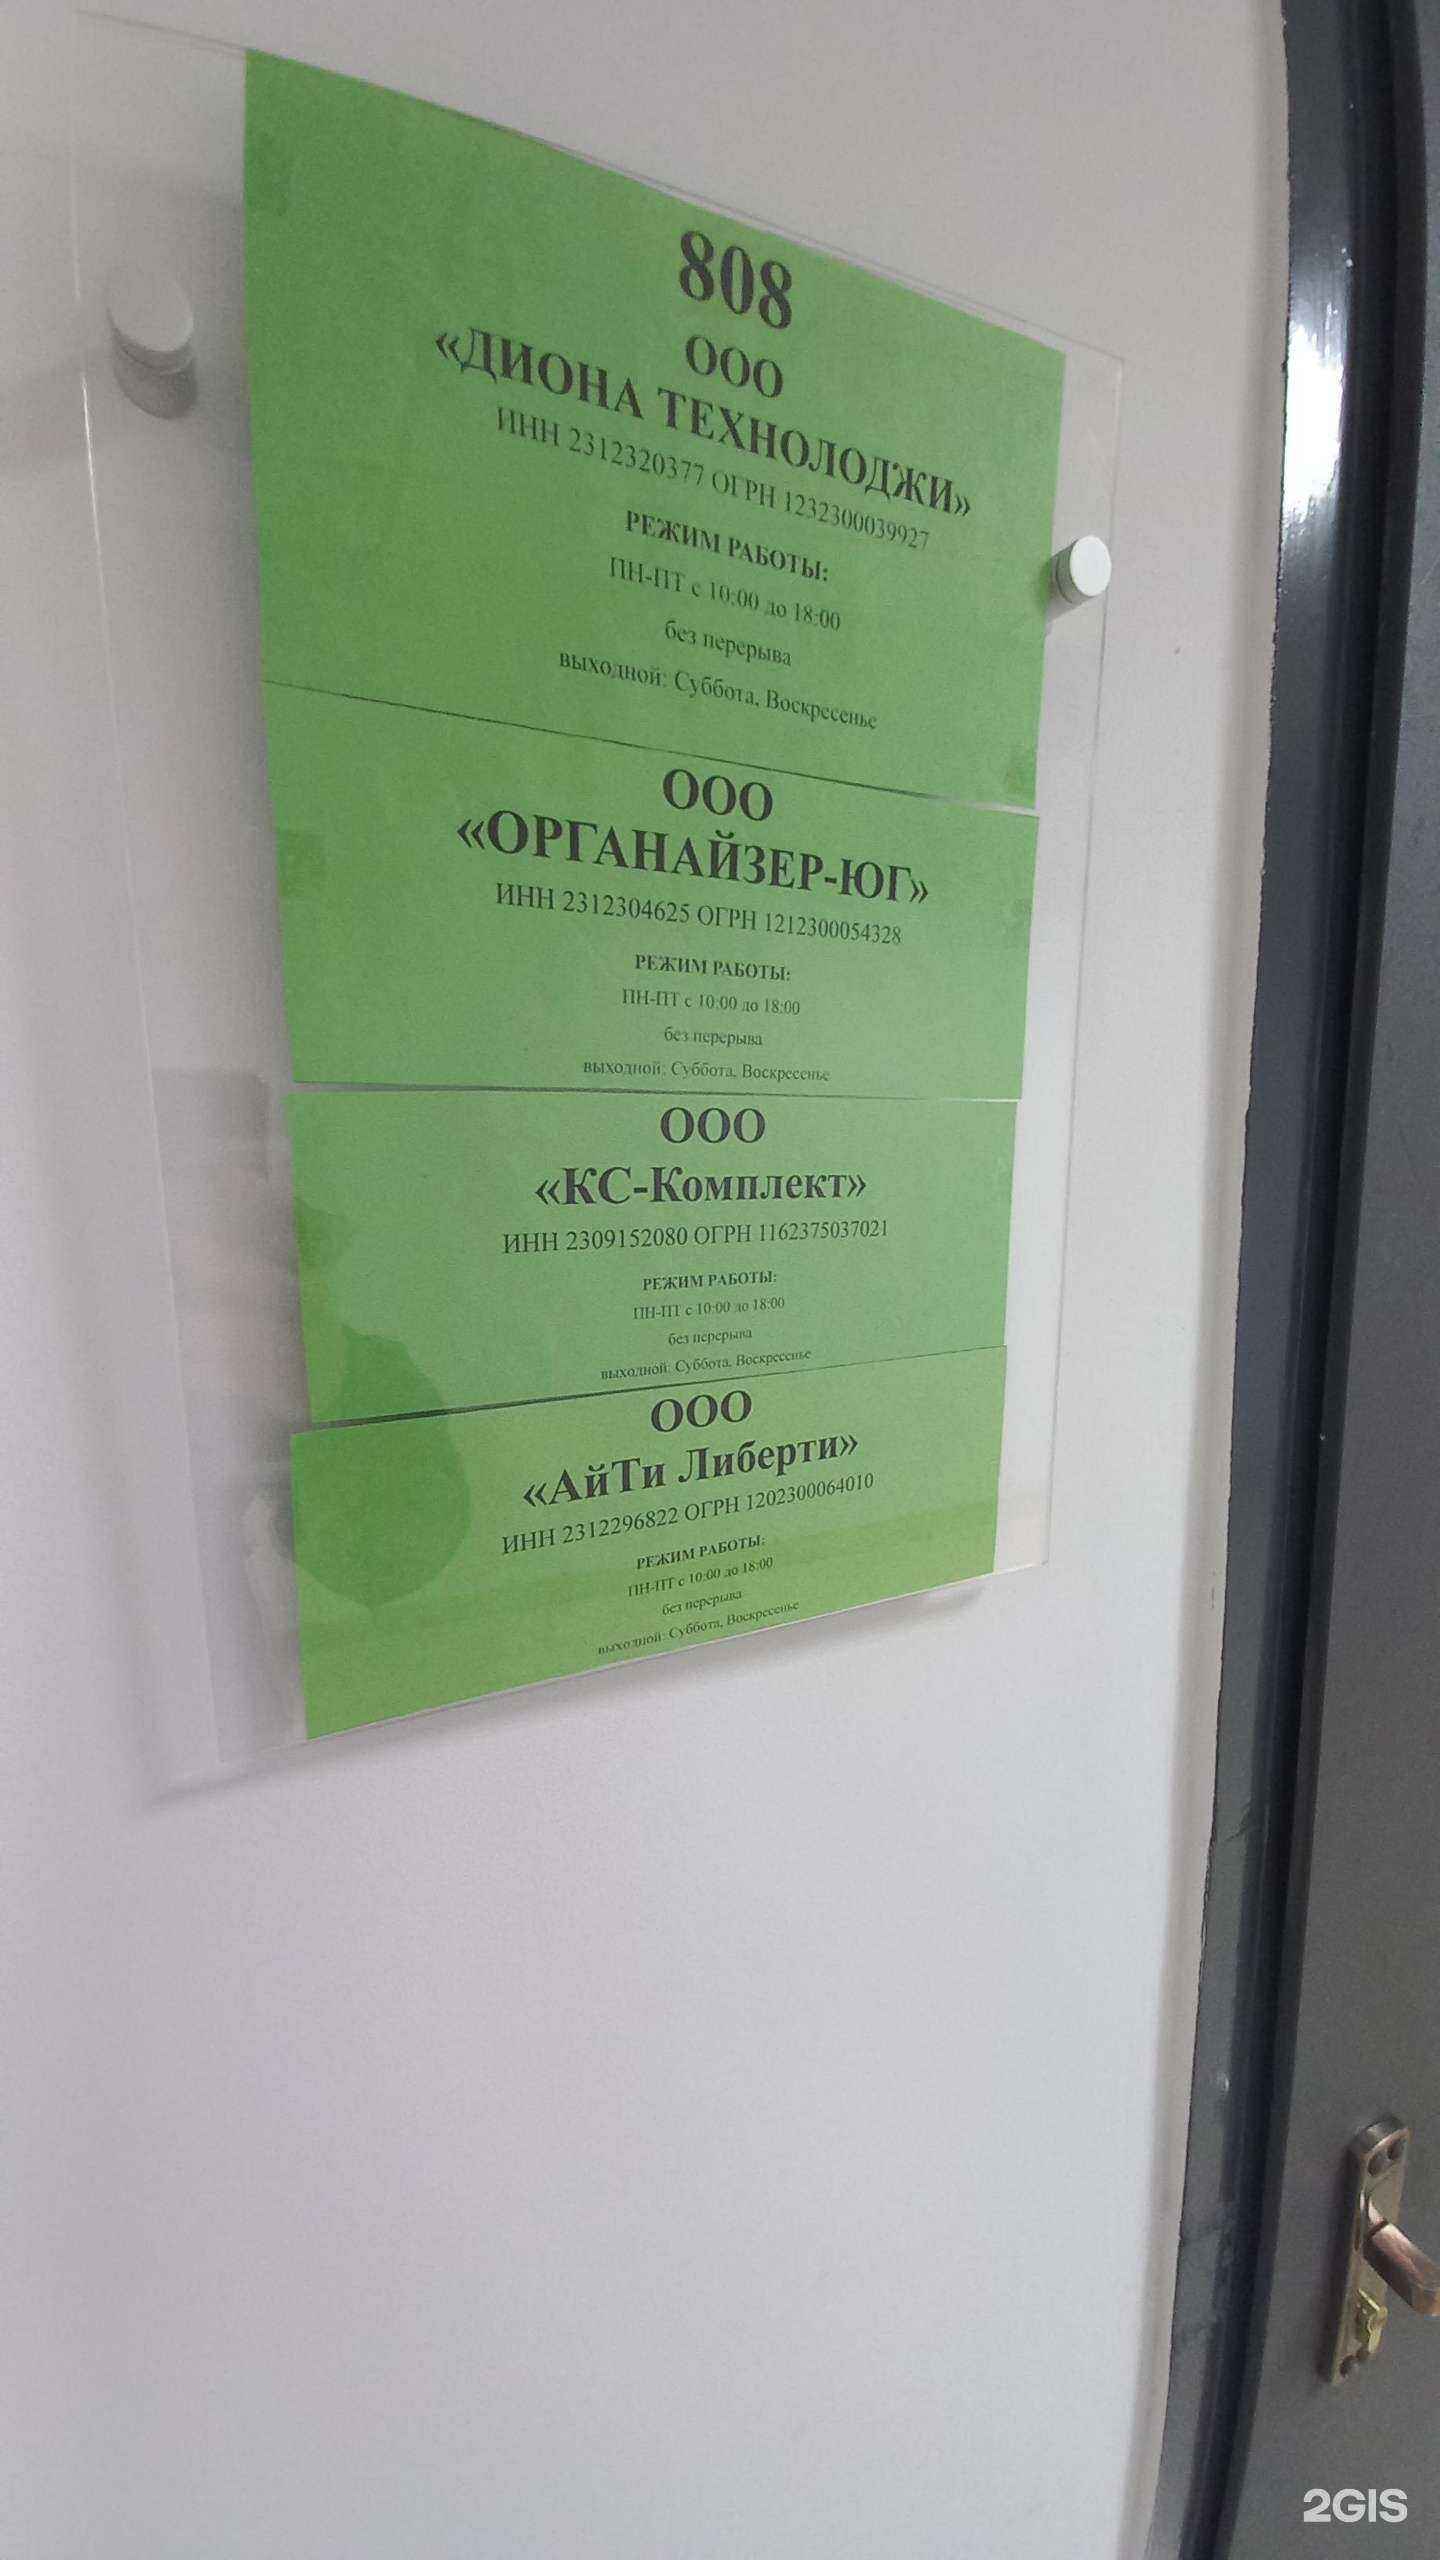 808
ООО
«ДИОНА ТЕХНОЛОДЖИ»
ИНН 2312320377 ОГРН 1232300039927
РЕЖИМ РАБОТЫ:
ПН-ПТ с 10:00 до 18:00
без перерыва
выходной: Суббота, Воскресенье
ООО
«ОРГАНАЙЗЕР-ЮГ»
ИНН 2312304625 ОГРН 1212300054328
РЕЖИМ РАБОТЫ:
ПН-ПТ с 10:00 до 18:00
без перерыва
выходной: Суббота, Воскресенье
ООО
«КС-Комплект»
ИНН 2309152080 ОГРН 1162375037021
РЕЖИМ РАБОТЫ:
ПН-ПТ с 10:00 до 18:00
без перерыва
выходной: Суббота, Воскресенье
ООО
«АйТи Либерти»
ИНН 2312296822 ОГРН 1202300064010
РЕЖИМ РАБОТЫ:
ПН-ПТ с 10:00 до 18:00
без перерыва
выходной: Суббота, Воскресенье
2GIS